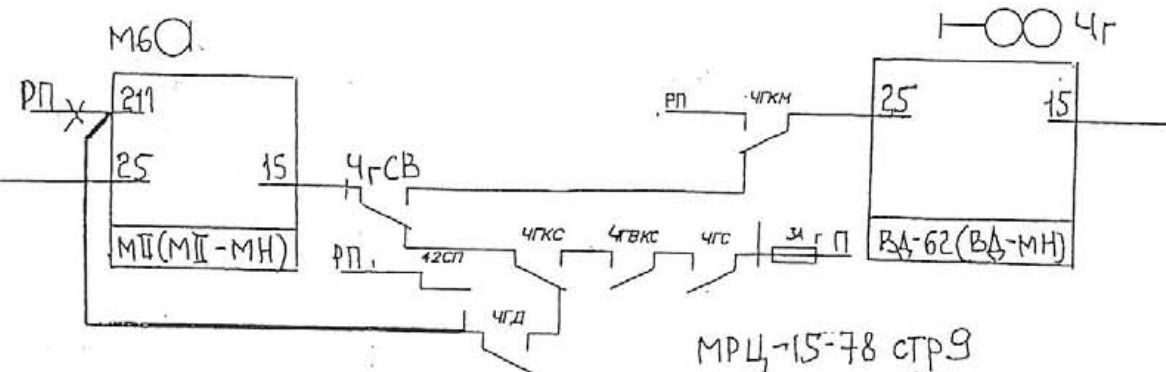 М6
Чг
РП
211
РП
ЧГКМ
25
15
25
15
ЧгСВ
МII(МII-МН)
ЧГКС
ЧГВКС
ЧГС
3А
г П
ВД-62(ВД-МН)
РП
42СП
ЧГД
МРЦ-15-78 стр9